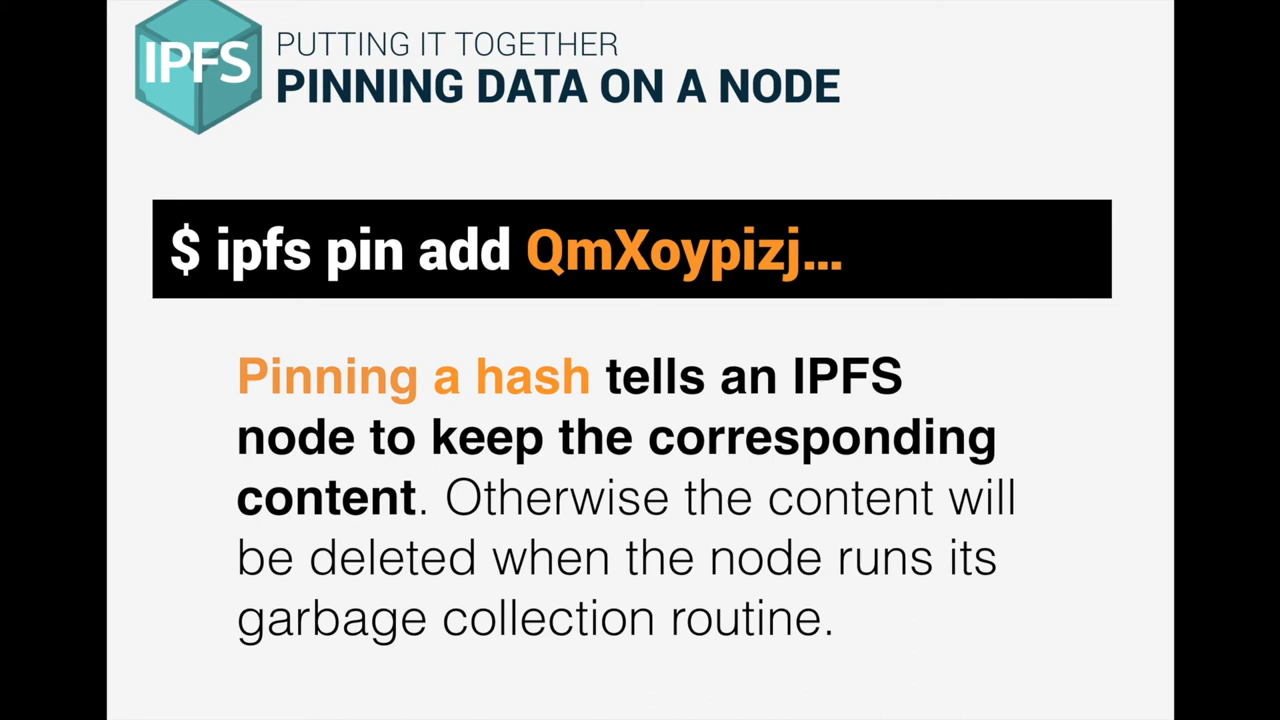 IPFS
PUTTING IT TOGETHER
PINNING DATA ON A NODE
$ ipfs pin add QmXoypizj...
Pinning a hash tells an IPFS
node to keep the corresponding
content. Otherwise the content will
be deleted when the node runs its
garbage collection routine.